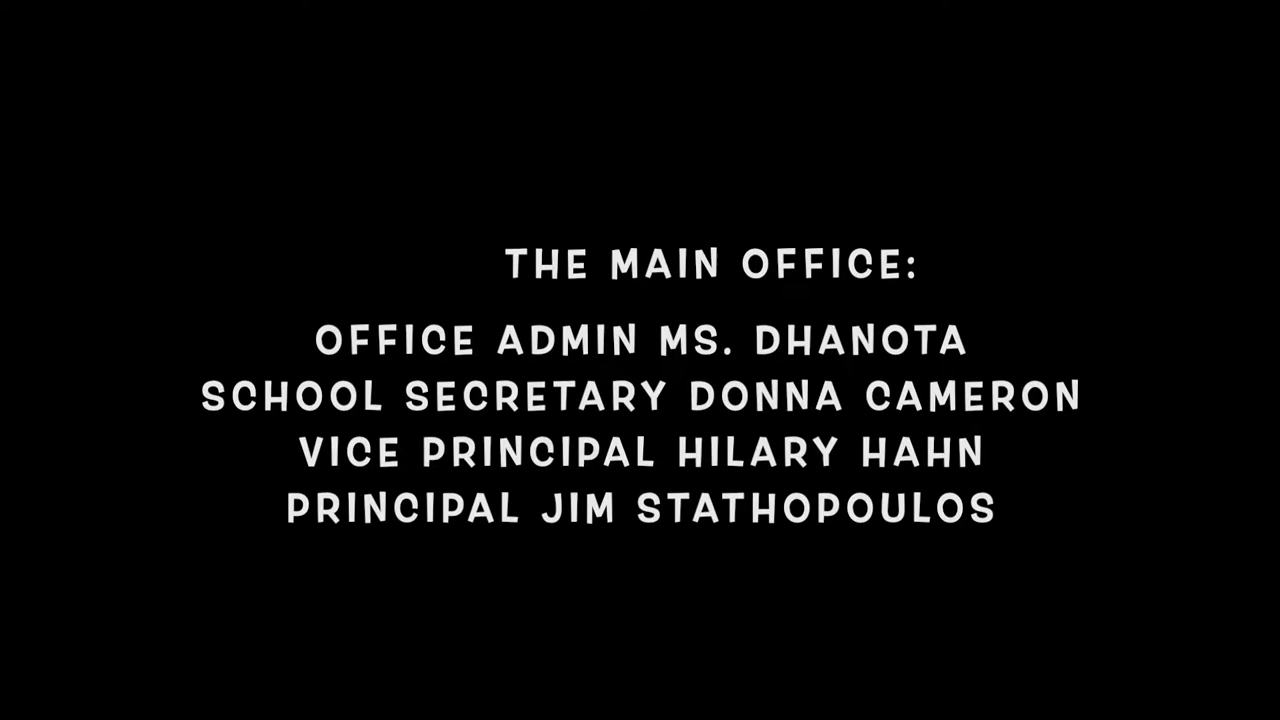 THE MAIN OFFICE:
OFFICE ADMIN MS. DHANOTA
SCHOOL SECRETARY DONNA CAMERON
VICE PRINCIPAL HILARY HAHN
PRINCIPAL JIM STATHOPOULOS